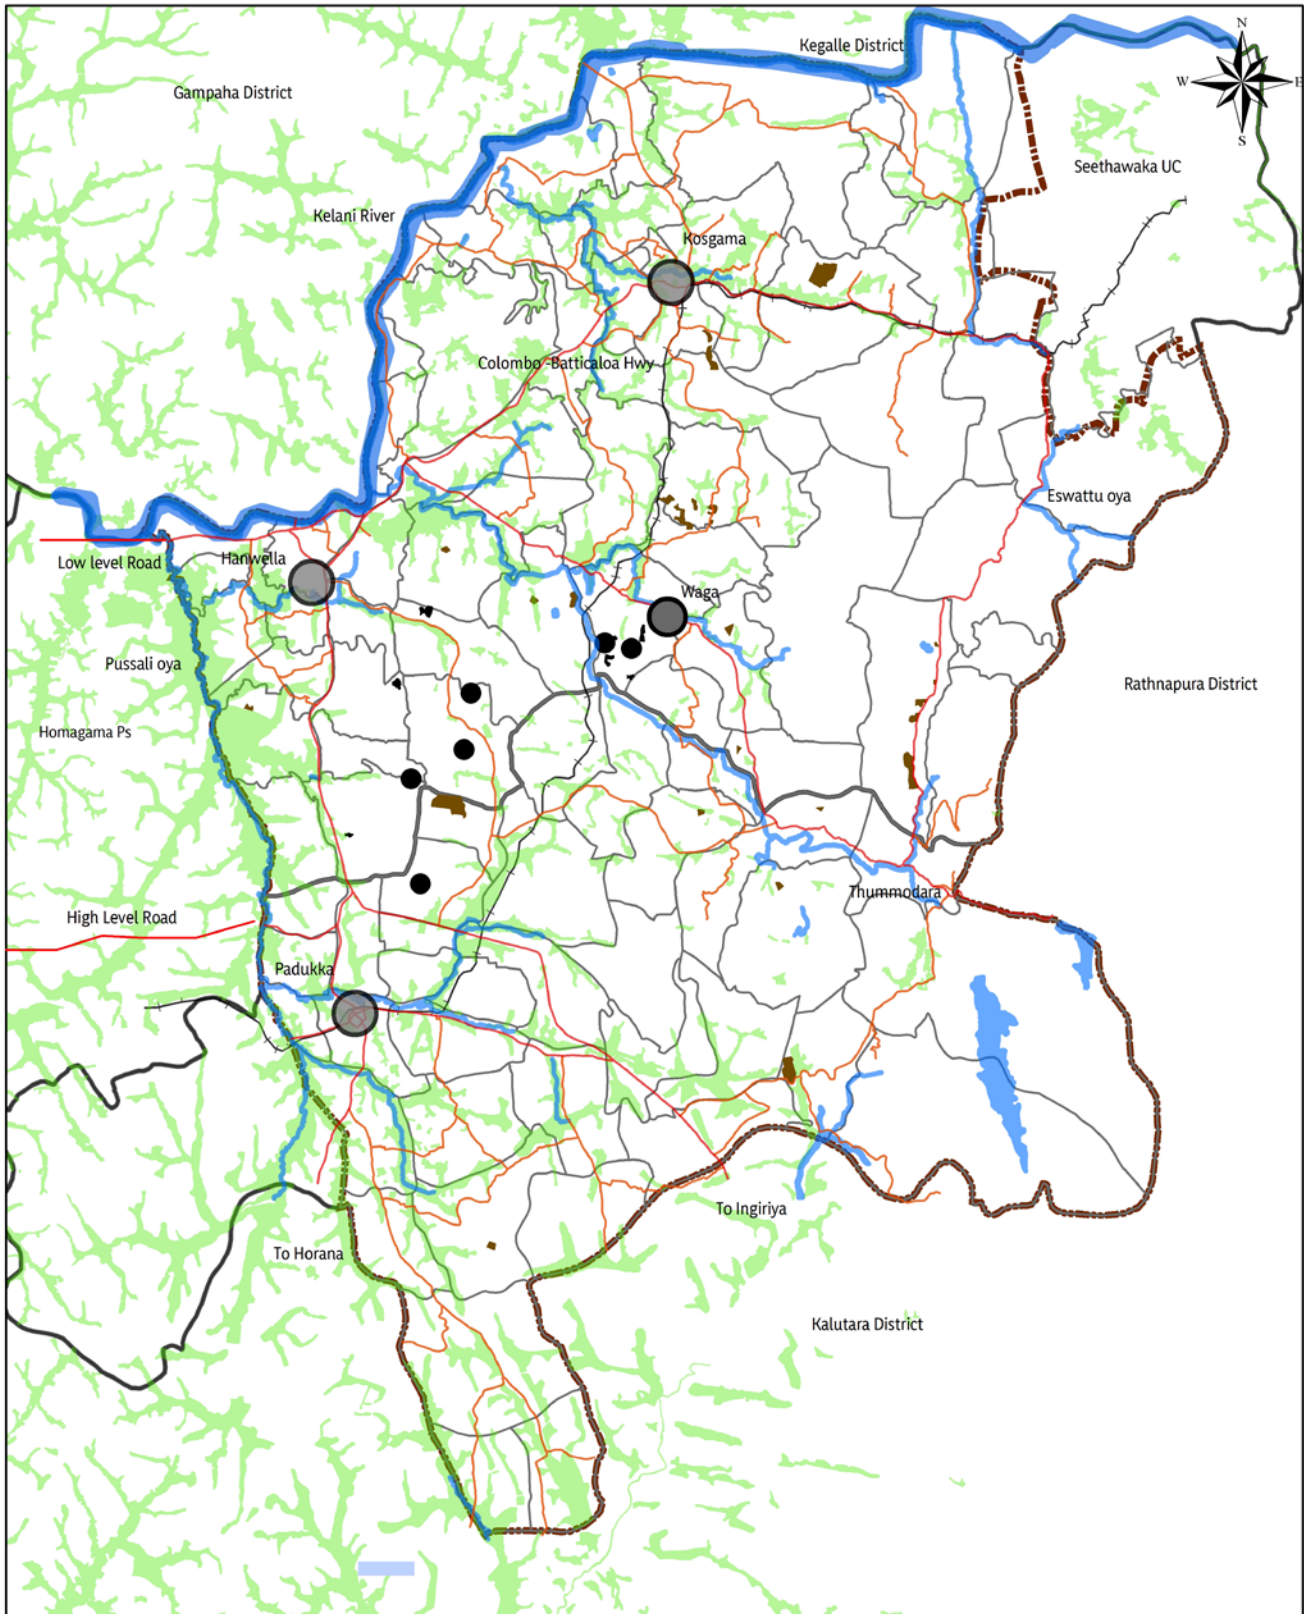 N
Kegalle District
W
E
Gampaha District
S
Seethawaka UC
Kelani River
Kosgama
Colombo -Batticaloa Hwy
Eswattu oya
Hanwella
Low level Road
Waga
Pussali oya
Rathnapura District
Homagama Ps
Thummodara
High Level Road
Padukka
To Ingiriya
To Horana
Kalutara District